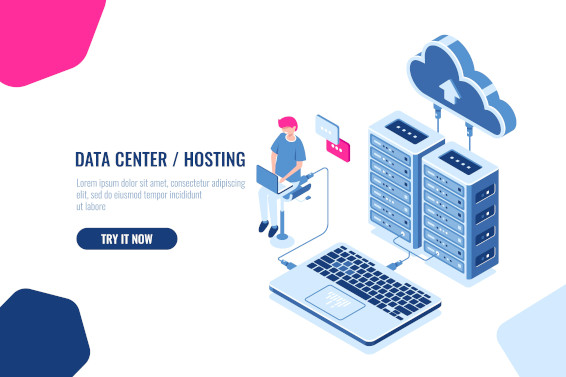 DATA CENTER / HOSTING
Lorem ipsum dolor sit amet, consectetur adipiscing
elit, sed do eiusmod tempor incididunt
ut labore
TRY IT NOW